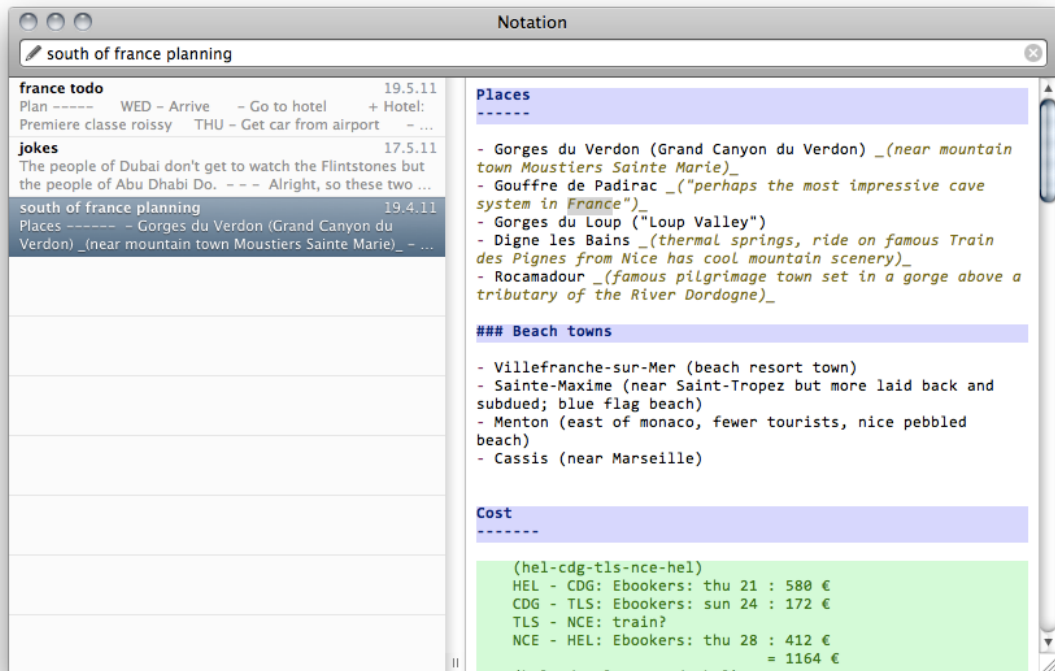 Notation
south of france planning
france todo 19.5.11
Plan ----- WED - Arrive - Go to hotel + Hotel:
Premiere classe roissy THU - Get car from airport - ...
jokes 17.5.11
The people of Dubai don't get to watch the Flintstones but
the people of Abu Dhabi Do. - - - Alright, so these two ...
south of france planning 19.4.11
Places ------ - Gorges du Verdon (Grand Canyon du
Verdon) _(near mountain town Moustiers Sainte Marie)_ - ...
Places
------
- Gorges du Verdon (Grand Canyon du Verdon) _(near mountain
town Moustiers Sainte Marie)_
- Gouffre de Padirac _("perhaps the most impressive cave
system in France")_
- Gorges du Loup ("Loup Valley")
- Digne les Bains _(thermal springs, ride on famous Train
des Pignes from Nice has cool mountain scenery)_
- Rocamadour _(famous pilgrimage town set in a gorge above a
tributary of the River Dordogne)_
### Beach towns
- Villefranche-sur-Mer (beach resort town)
- Sainte-Maxime (near Saint-Tropez but more laid back and
subdued; blue flag beach)
- Menton (east of monaco, fewer tourists, nice pebbled
beach)
- Cassis (near Marseille)
Cost
-------
(hel-cdg-tls-nce-hel)
HEL - CDG: Ebookers: thu 21 : 580 €
CDG - TLS: Ebookers: sun 24 : 172 €
TLS - NCE: train?
NCE - HEL: Ebookers: thu 28 : 412 €
= 1164 €